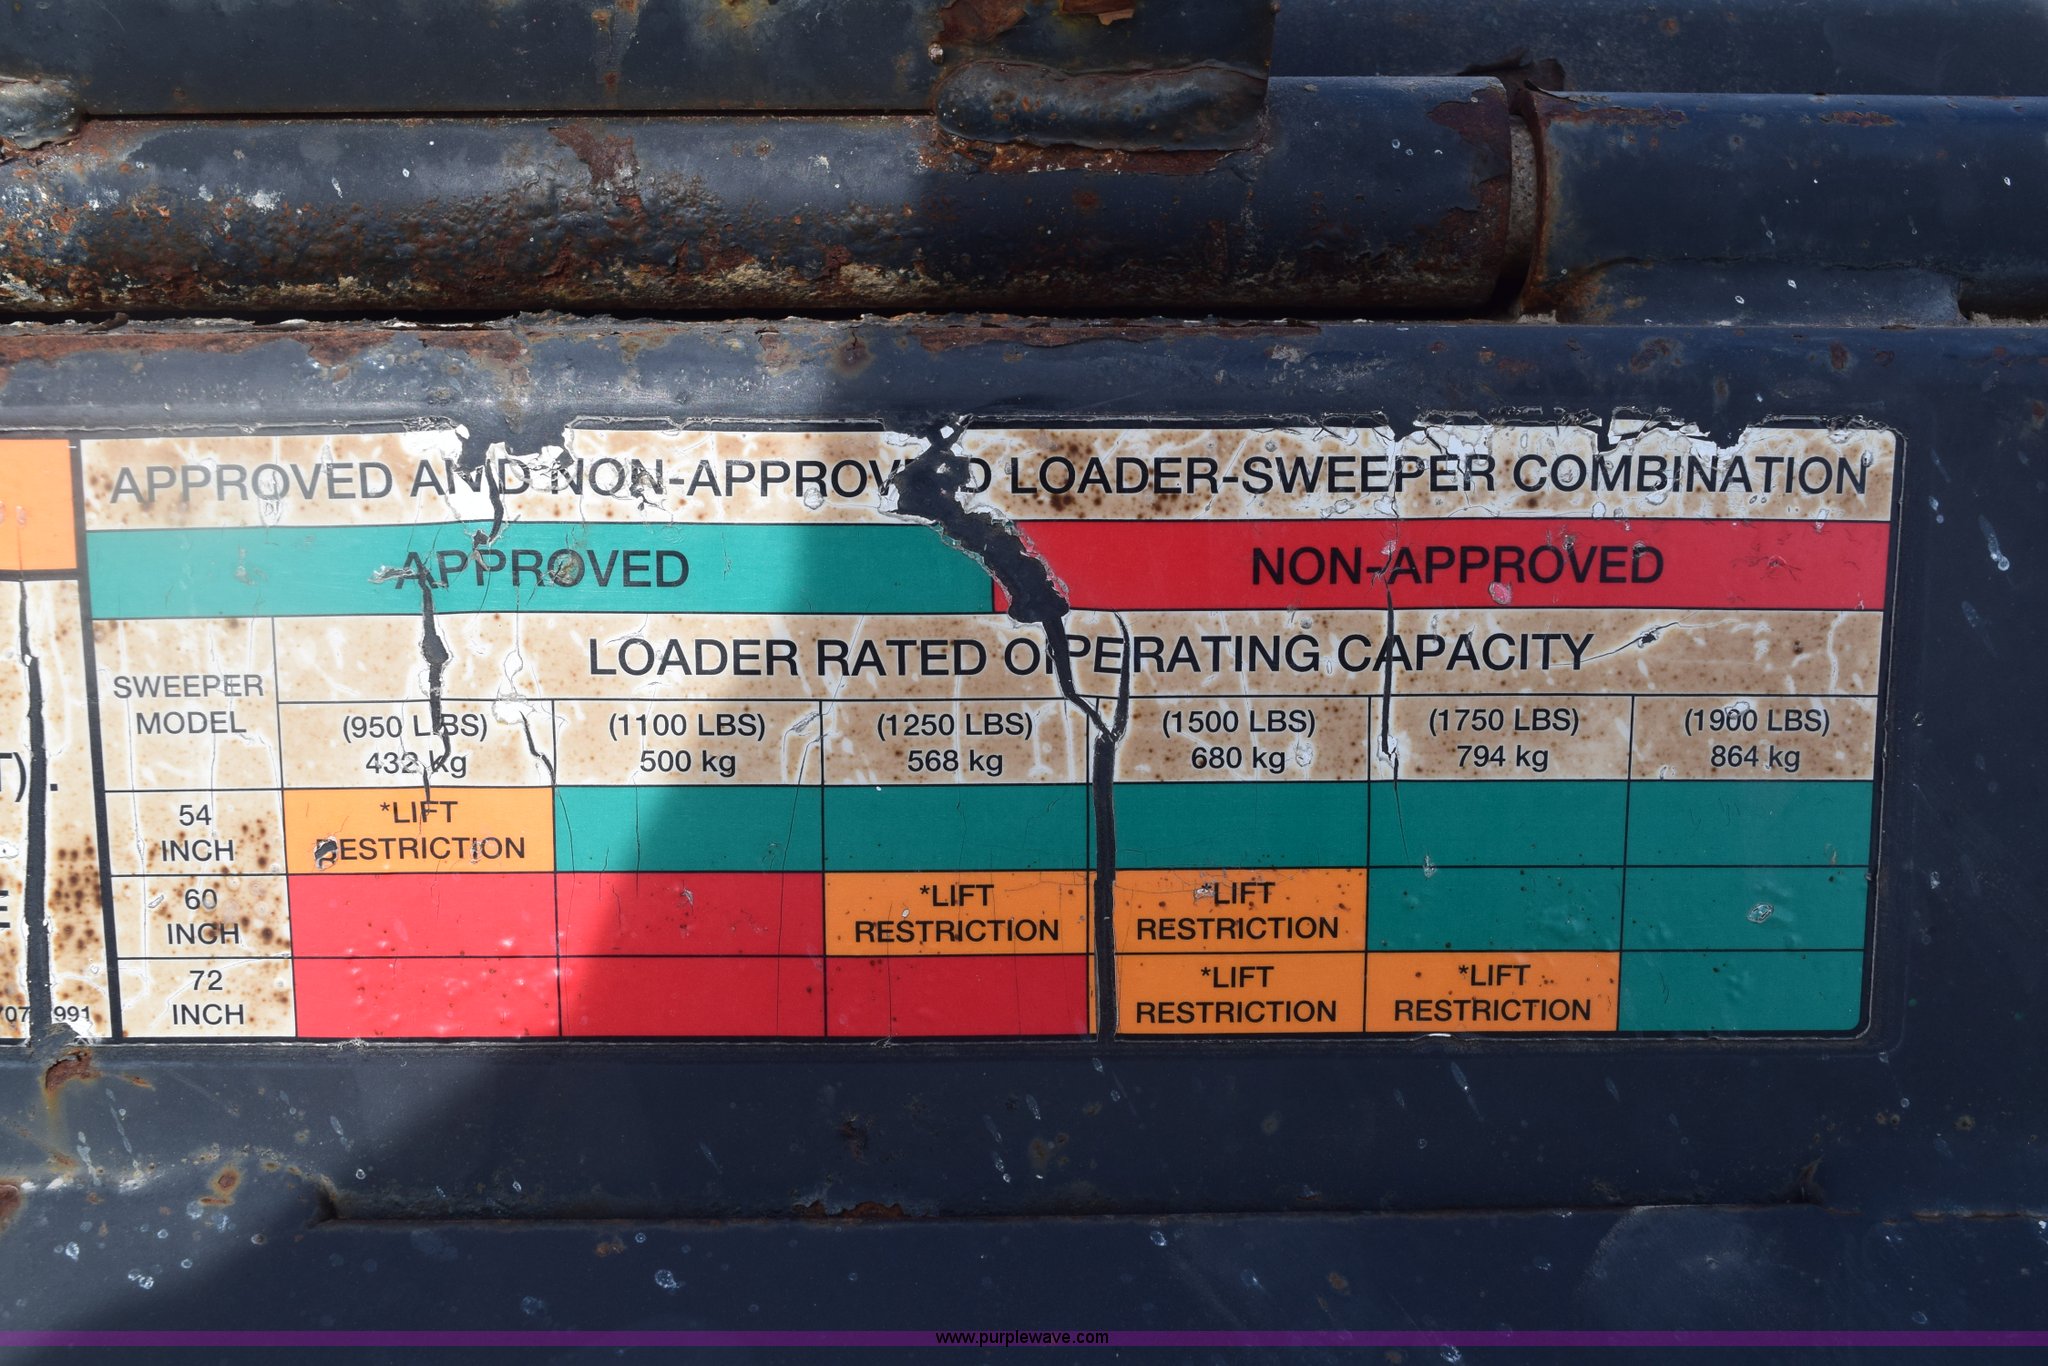 APPROVED AND NON-APPROVED LOADER-SWEEPER COMBINATION
APPROVED
NON-APPROVED
LOADER RATED OPERATING CAPACITY
SWEEPER
MODEL
(950 LBS)
432 kg
(1100 LBS)
500 kg
(1250 LBS)
568 kg
(1500 LBS)
680 kg
(1750 LBS)
794 kg
(1900 LBS)
864 kg
54
INCH
*LIFT
RESTRICTION
60
INCH
*LIFT
RESTRICTION
*LIFT
RESTRICTION
72
INCH
*LIFT
RESTRICTION
*LIFT
RESTRICTION
www.purplewave.com